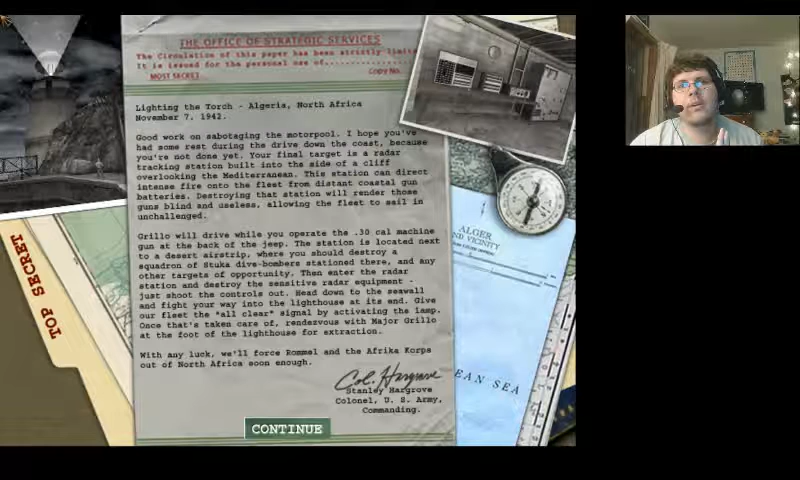 THE OFFICE OF STRATEGIC SERVICES
The Circulation of this paper has been strictly limite
It is issued for the personal use of
MOST SECRET
COPY No.
Lighting the Torch - Algeria, North Africa
November 7, 1942.
Good work on sabotaging the motorpool. I hope you've
had some rest during the drive down the coast, because
you're not done yet. Your final target is a radar
tracking station built into the side of a cliff
overlooking the Mediterranean. This station can direct
intense fire onto the fleet from distant coastal gun
batteries. Destroying that station will render those
guns blind and useless, allowing the fleet to sail in
unchallenged.
Grillo will drive while you operate the .30 cal machine
gun at the back of the jeep. The station is located next
to a desert airstrip, where you should destroy a
squadron of Stuka dive-bombers stationed there, and any
other targets of opportunity. Then enter the radar
station and destroy the sensitive radar equipment -
just shoot the controls out. Head down to the seawall
and fight your way into the lighthouse at its end. Give
our fleet the "all clear" signal by activating the lamp.
Once that's taken care of, rendezvous with Major Grillo
at the foot of the lighthouse for extraction.
With any luck, we'll force Rommel and the Afrika Korps
out of North Africa soon enough.
Col. Hargrove
Stanley Hargrove
Colonel, U. S. Army,
Commanding.
CONTINUE
TOP SECRET
ALGER
ND VICINITY
EAN SEA